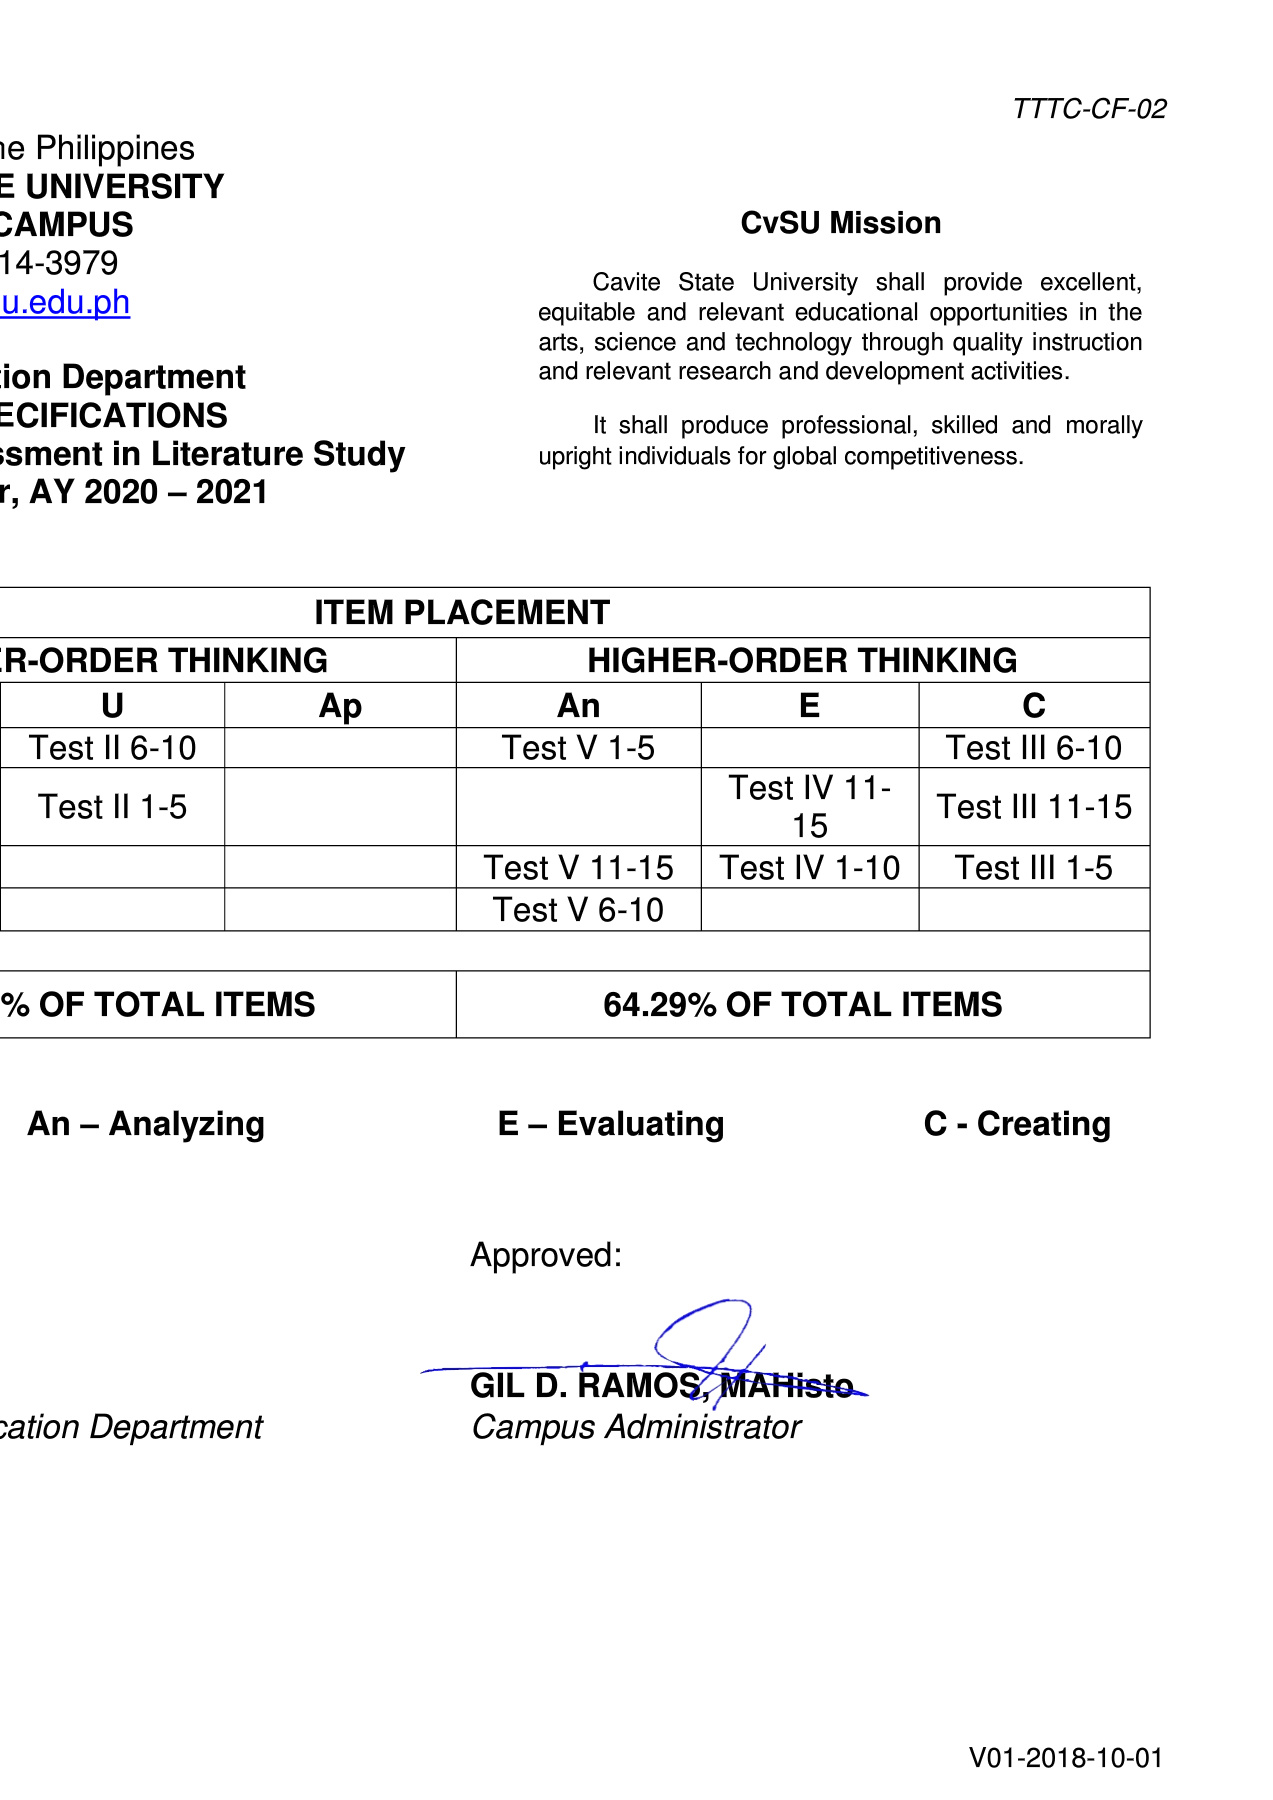 TTTC-CF-02
ne Philippines
E UNIVERSITY
CAMPUS
14-3979
u.edu.ph
tion Department
ECIFICATIONS
ssment in Literature Study
r, AY 2020 – 2021
CvSU Mission
Cavite State University shall provide excellent,
equitable and relevant educational opportunities in the
arts, science and technology through quality instruction
and relevant research and development activities.
It shall produce professional, skilled and morally
upright individuals for global competitiveness.
ITEM PLACEMENT
ER-ORDER THINKING HIGHER-ORDER THINKING
U Ap An E C
Test II 6-10 Test V 1-5 Test III 6-10
Test II 1-5 Test IV 11-
15 Test III 11-15
Test V 11-15 Test IV 1-10 Test III 1-5
Test V 6-10
% OF TOTAL ITEMS 64.29% OF TOTAL ITEMS
An – Analyzing E – Evaluating C - Creating
Approved:
GIL D. RAMOS, MAHisto
cation Department Campus Administrator
V01-2018-10-01